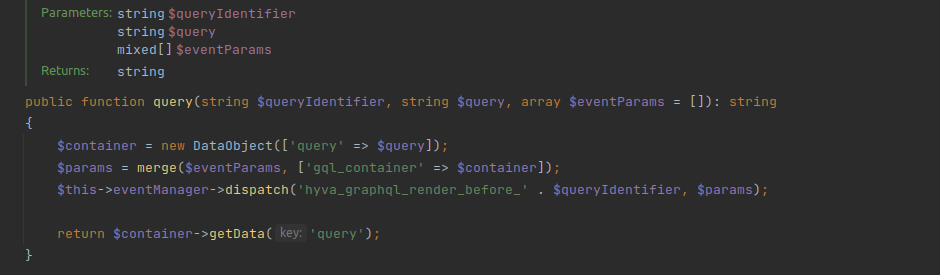 Parameters: string $queryIdentifier
string $query
mixed[] $eventParams
Returns: string
public function query(string $queryIdentifier, string $query, array $eventParams = []): string
{
    $container = new DataObject(['query' => $query]);
    $params = merge($eventParams, ['gql_container' => $container]);
    $this->eventManager->dispatch('hyva_graphql_render_before_' . $queryIdentifier, $params);

    return $container->getData( key: 'query');
}